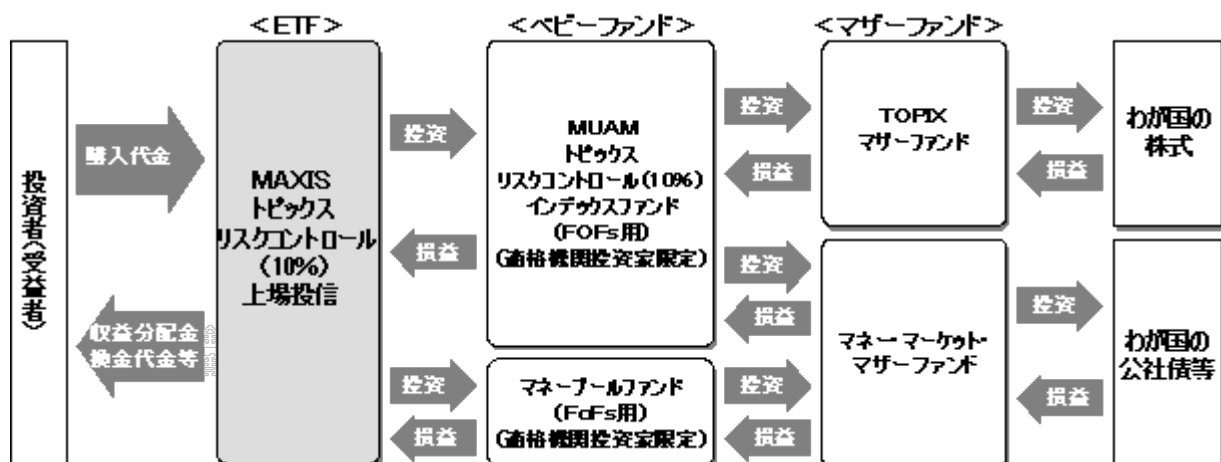 ＜ETF＞
＜ベビーファンド＞
＜マザーファンド＞
投資者(受益者)
購入代金
収益分配金
換金代金等
MAXIS
トピックス
リスクコントロール
(10%)
上場投信
投資
損益
投資
損益
MUAM
トピックス
リスクコントロール(10%)
インデックスファンド
(FOFs用)
(適格機関投資家限定)
マネープールファンド
(FoFs用)
(適格機関投資家限定)
投資
損益
投資
損益
投資
損益
TOPIX
マザーファンド
マネーマーケット・
マザーファンド
投資
損益
投資
損益
わが国の
株式
わが国の
公社債等